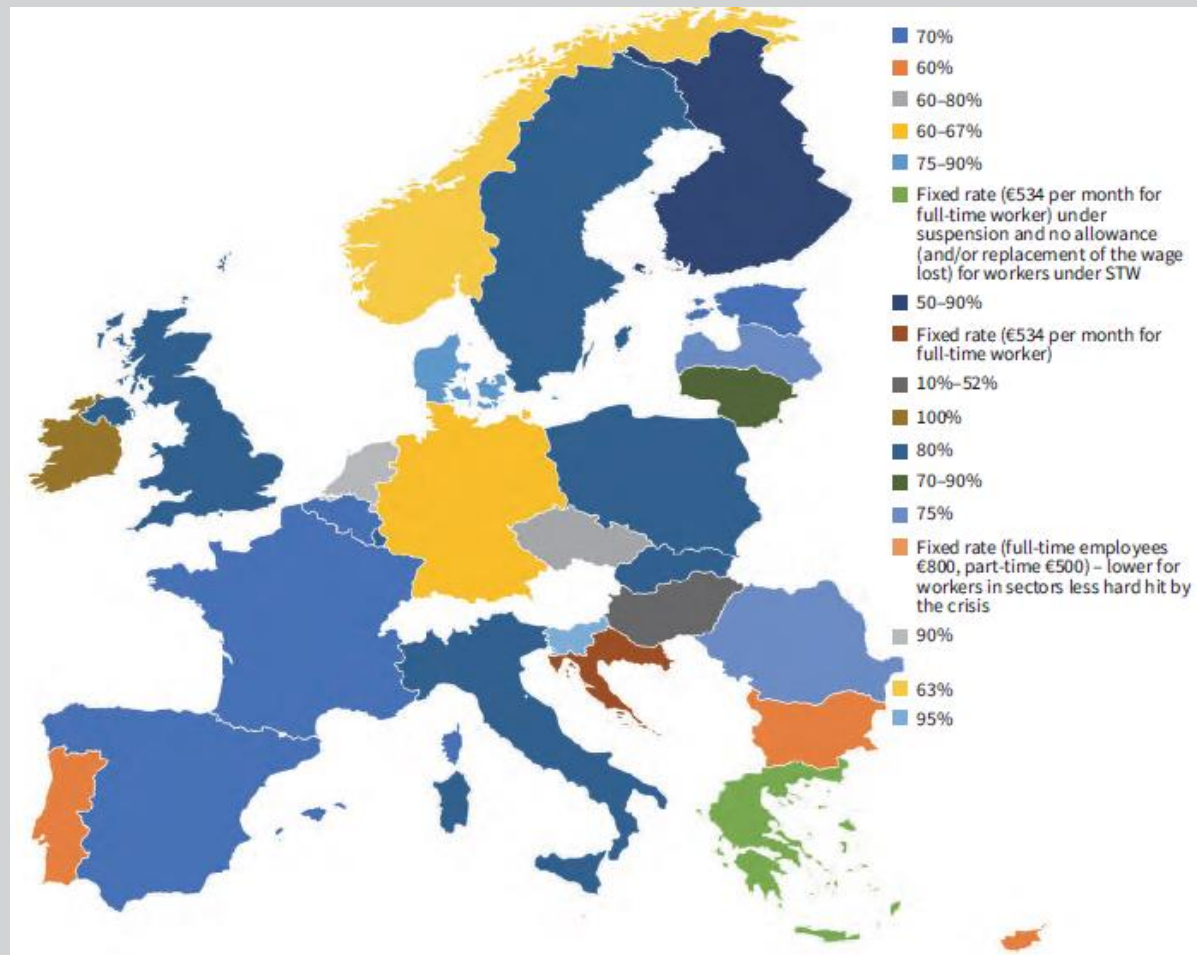 70%
60%
60–80%
60–67%
75–90%
Fixed rate (€534 per month for
full-time worker) under
suspension and no allowance
(and/or replacement of the wage
lost) for workers under STW
50–90%
Fixed rate (€534 per month for
full-time worker)
10%–52%
100%
80%
70–90%
75%
Fixed rate (full-time employees
€800, part-time €500) – lower for
workers in sectors less hard hit by
the crisis
90%
63%
95%